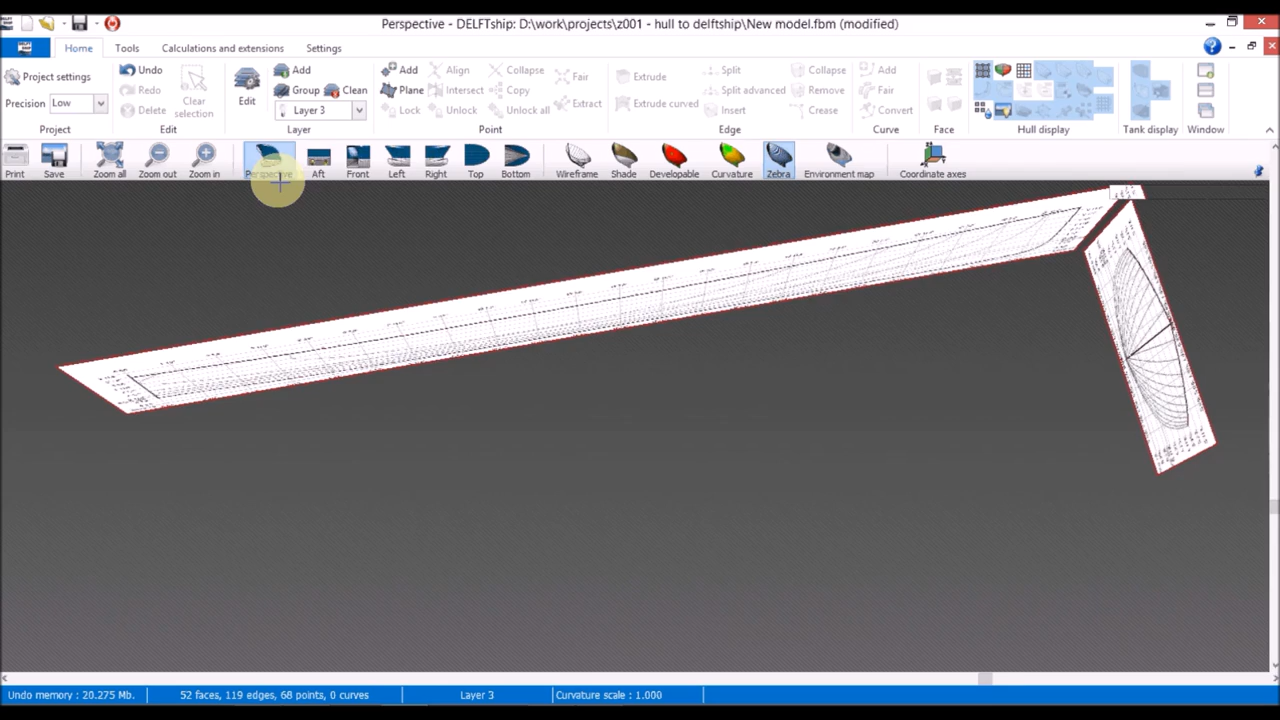 Perspective - DELFTship: D:\work\projects\z001 - hull to delftship\New model.fbm (modified)
Home Tools Calculations and extensions Settings
Project settings Undo Add Add Align Collapse Fair Extrude Split Collapse Add
Precision Low Redo Clear selection Edit Group Clean Plane Intersect Copy Extract Extrude curved Split advanced Remove Fair
Delete Layer 3 Lock Unlock Unlock all Insert Crease Convert
Project Edit Layer Point Edge Curve Face Hull display Tank display Window
Print Save Zoom all Zoom out Zoom in Perspective Aft Front Left Right Top Bottom Wireframe Shade Developable Curvature Zebra Environment map Coordinate axes
Undo memory : 20.275 Mb. 52 faces, 119 edges, 68 points, 0 curves Layer 3 Curvature scale : 1.000